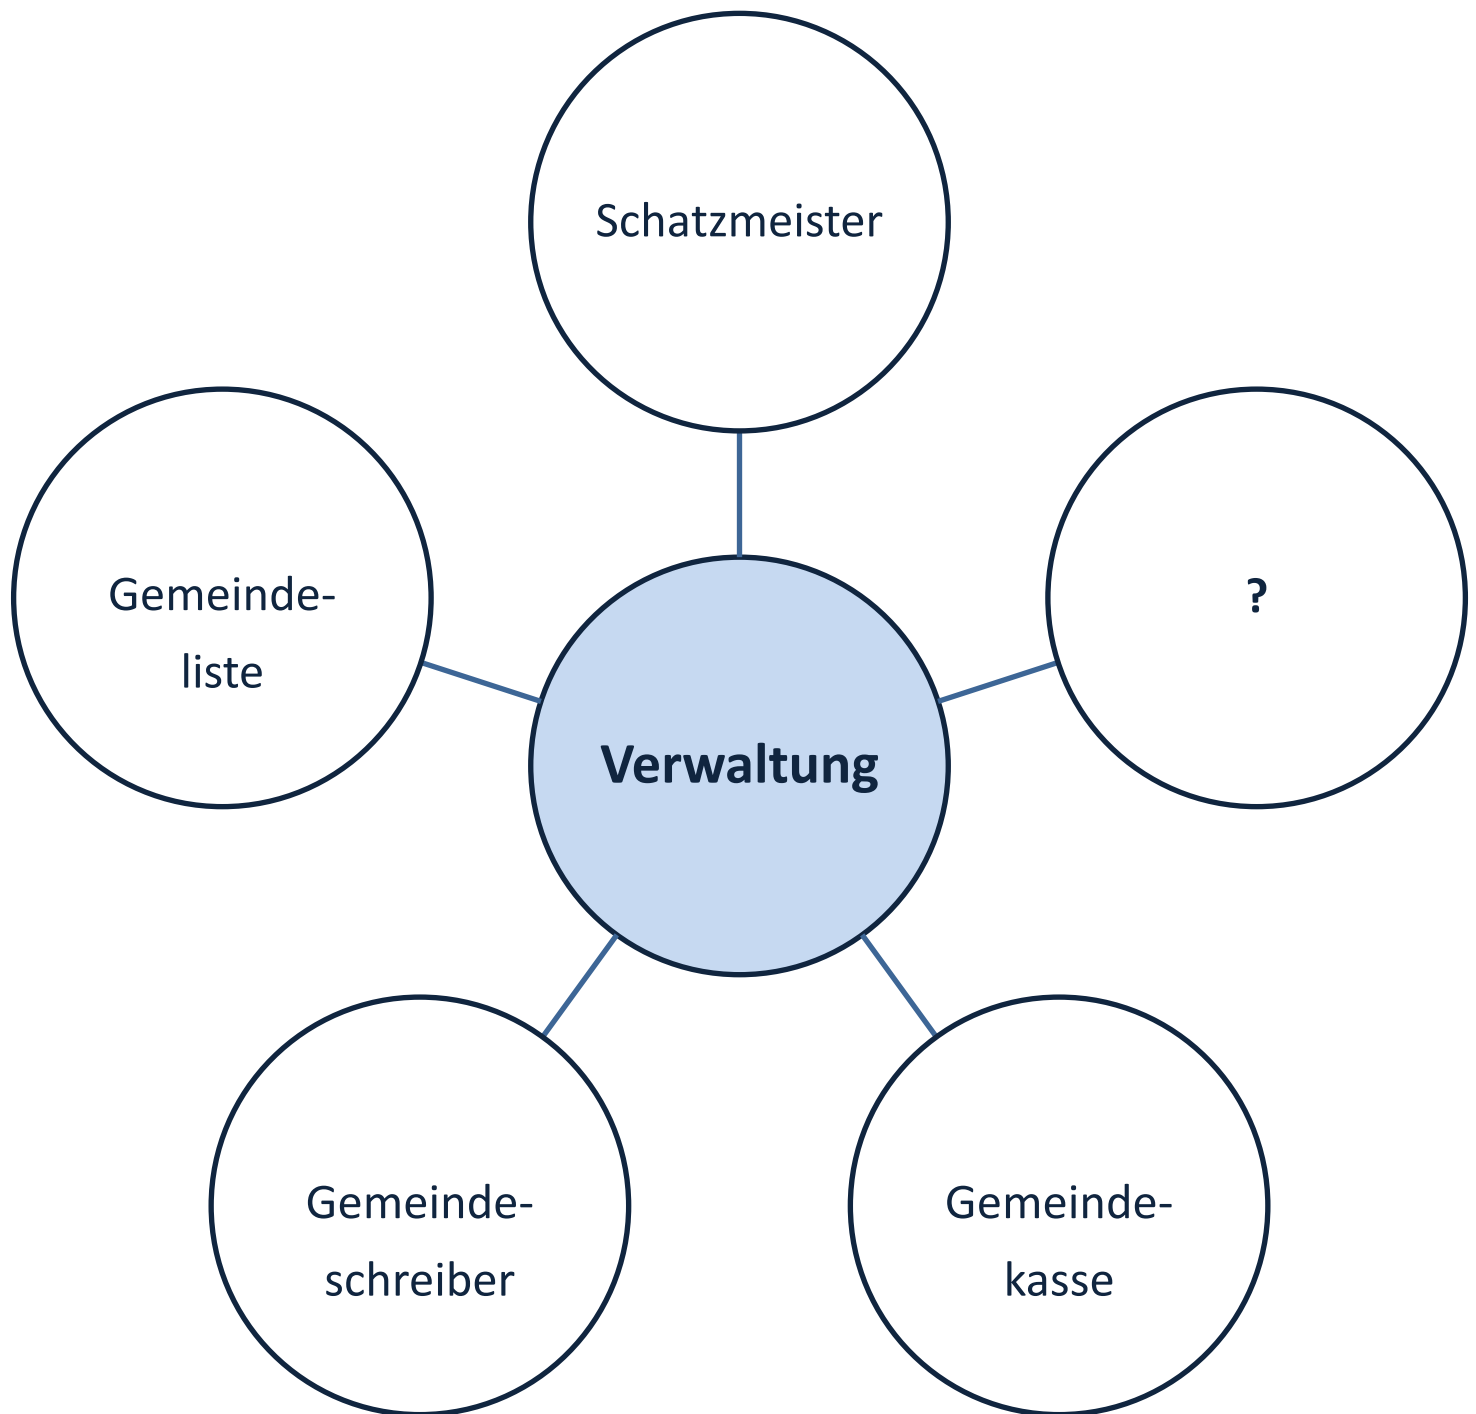 Schatzmeister
Gemeinde-
liste
?
Verwaltung
Gemeinde-
schreiber
Gemeinde-
kasse